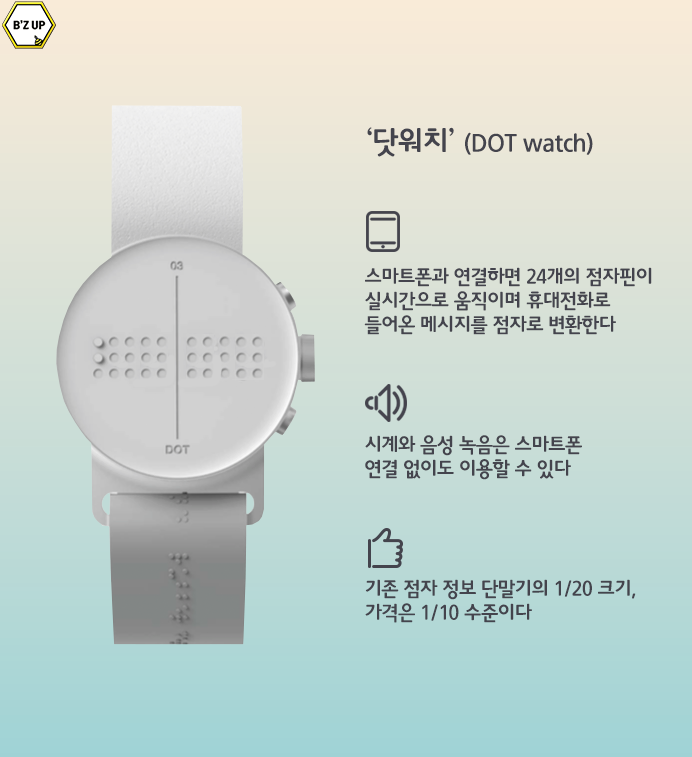 B'Z UP
'닷워치' (DOT watch)
03
DOT
스마트폰과 연결하면 24개의 점자핀이
실시간으로 움직이며 휴대전화로
들어온 메시지를 점자로 변환한다
시계와 음성 녹음은 스마트폰
연결 없이도 이용할 수 있다
기존 점자 정보 단말기의 1/20 크기,
가격은 1/10 수준이다